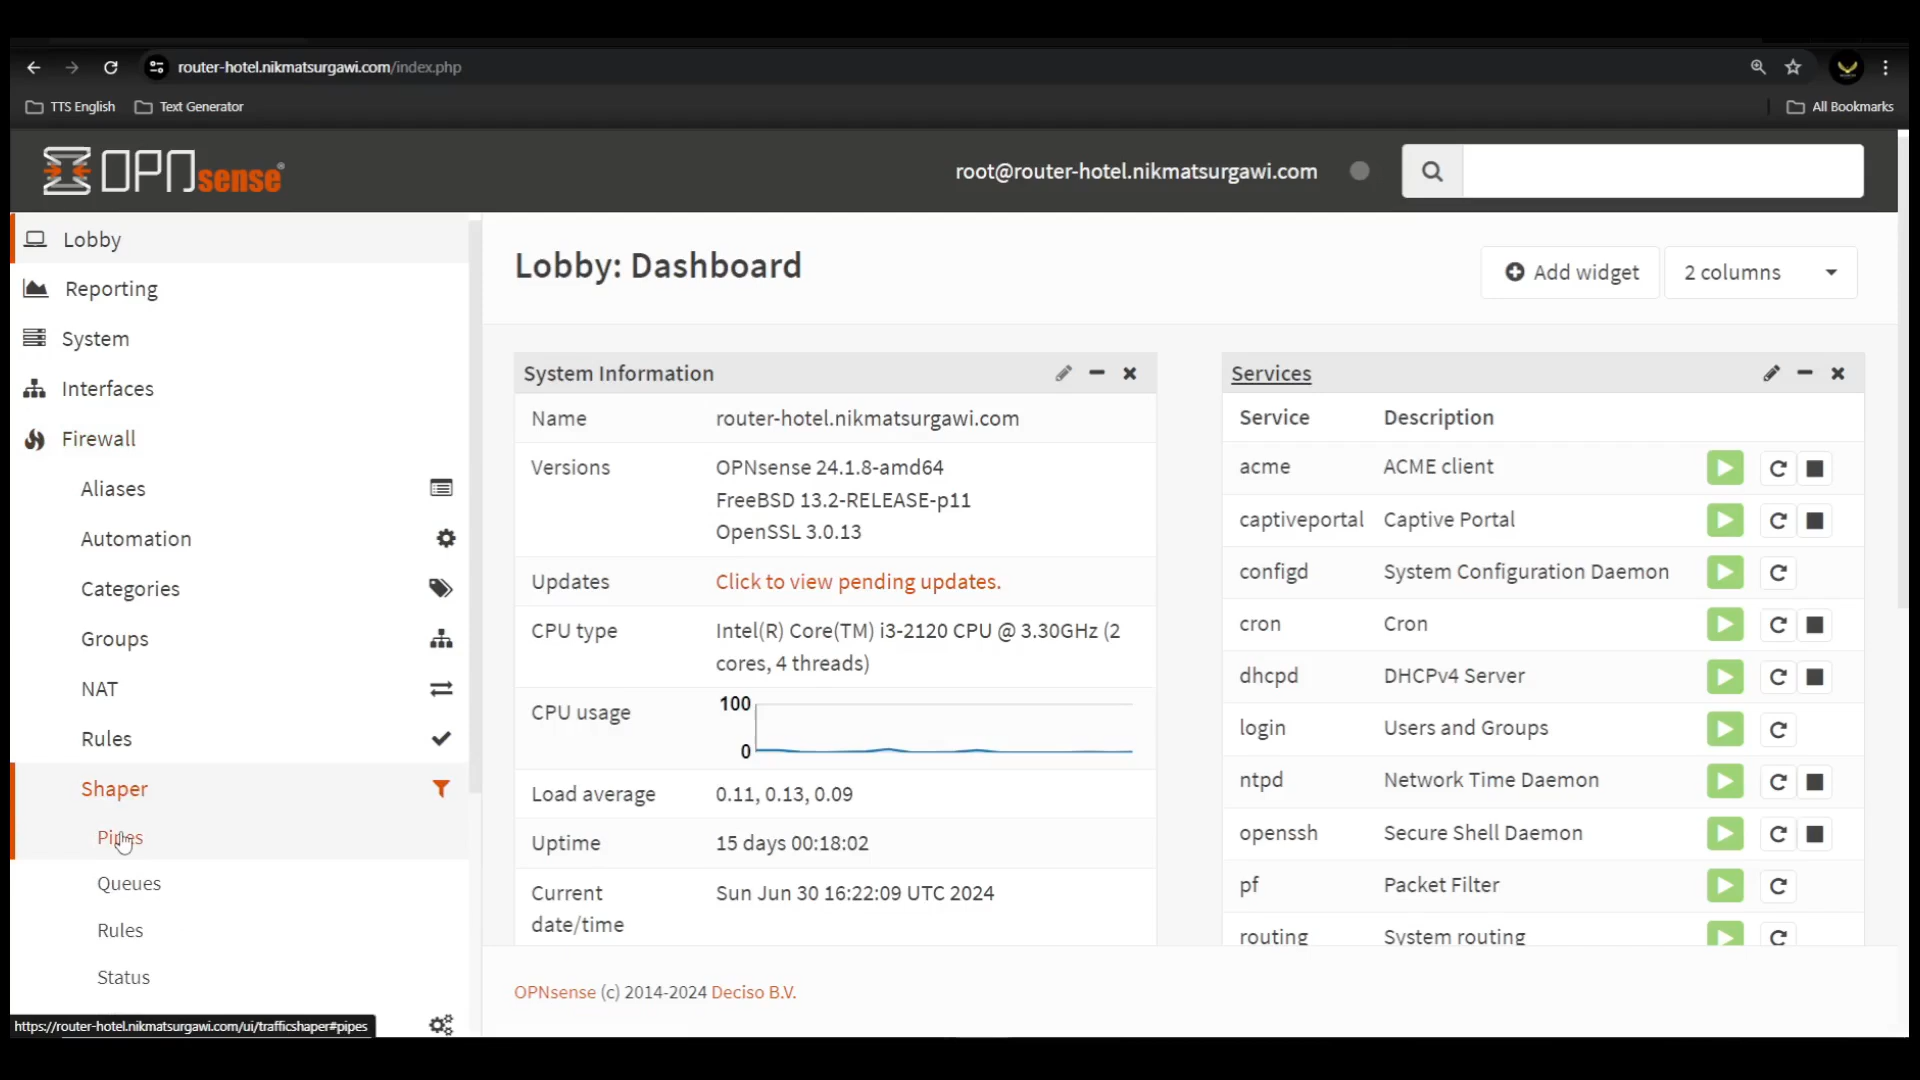 router-hotel.nikmatsurgawi.com/index.php
TTS English
Text Generator
All Bookmarks
OPNsense®
root@router-hotel.nikmatsurgawi.com
Lobby
Reporting
System
Interfaces
Firewall
Aliases
Automation
Categories
Groups
NAT
Rules
Shaper
Pipes
Queues
Rules
Status
https://router-hotel.nikmatsurgawi.com/ui/trafficshaper#pipes
Lobby: Dashboard
Add widget
2 columns
System Information
Name router-hotel.nikmatsurgawi.com
Versions OPNsense 24.1.8-amd64
FreeBSD 13.2-RELEASE-p11
OpenSSL 3.0.13
Updates Click to view pending updates.
CPU type Intel(R) Core(TM) i3-2120 CPU @ 3.30GHz (2
cores, 4 threads)
CPU usage 100
0
Load average 0.11, 0.13, 0.09
Uptime 15 days 00:18:02
Current Sun Jun 30 16:22:09 UTC 2024
date/time
Services
Service Description
acme ACME client
captiveportal Captive Portal
configd System Configuration Daemon
cron Cron
dhcpd DHCPv4 Server
login Users and Groups
ntpd Network Time Daemon
openssh Secure Shell Daemon
pf Packet Filter
routing System routing
OPNsense (c) 2014-2024 Deciso B.V.